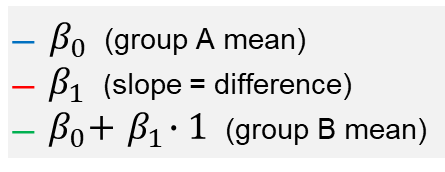 β₀ (group A mean)
β₁ (slope = difference)
β₀ + β₁ · 1 (group B mean)